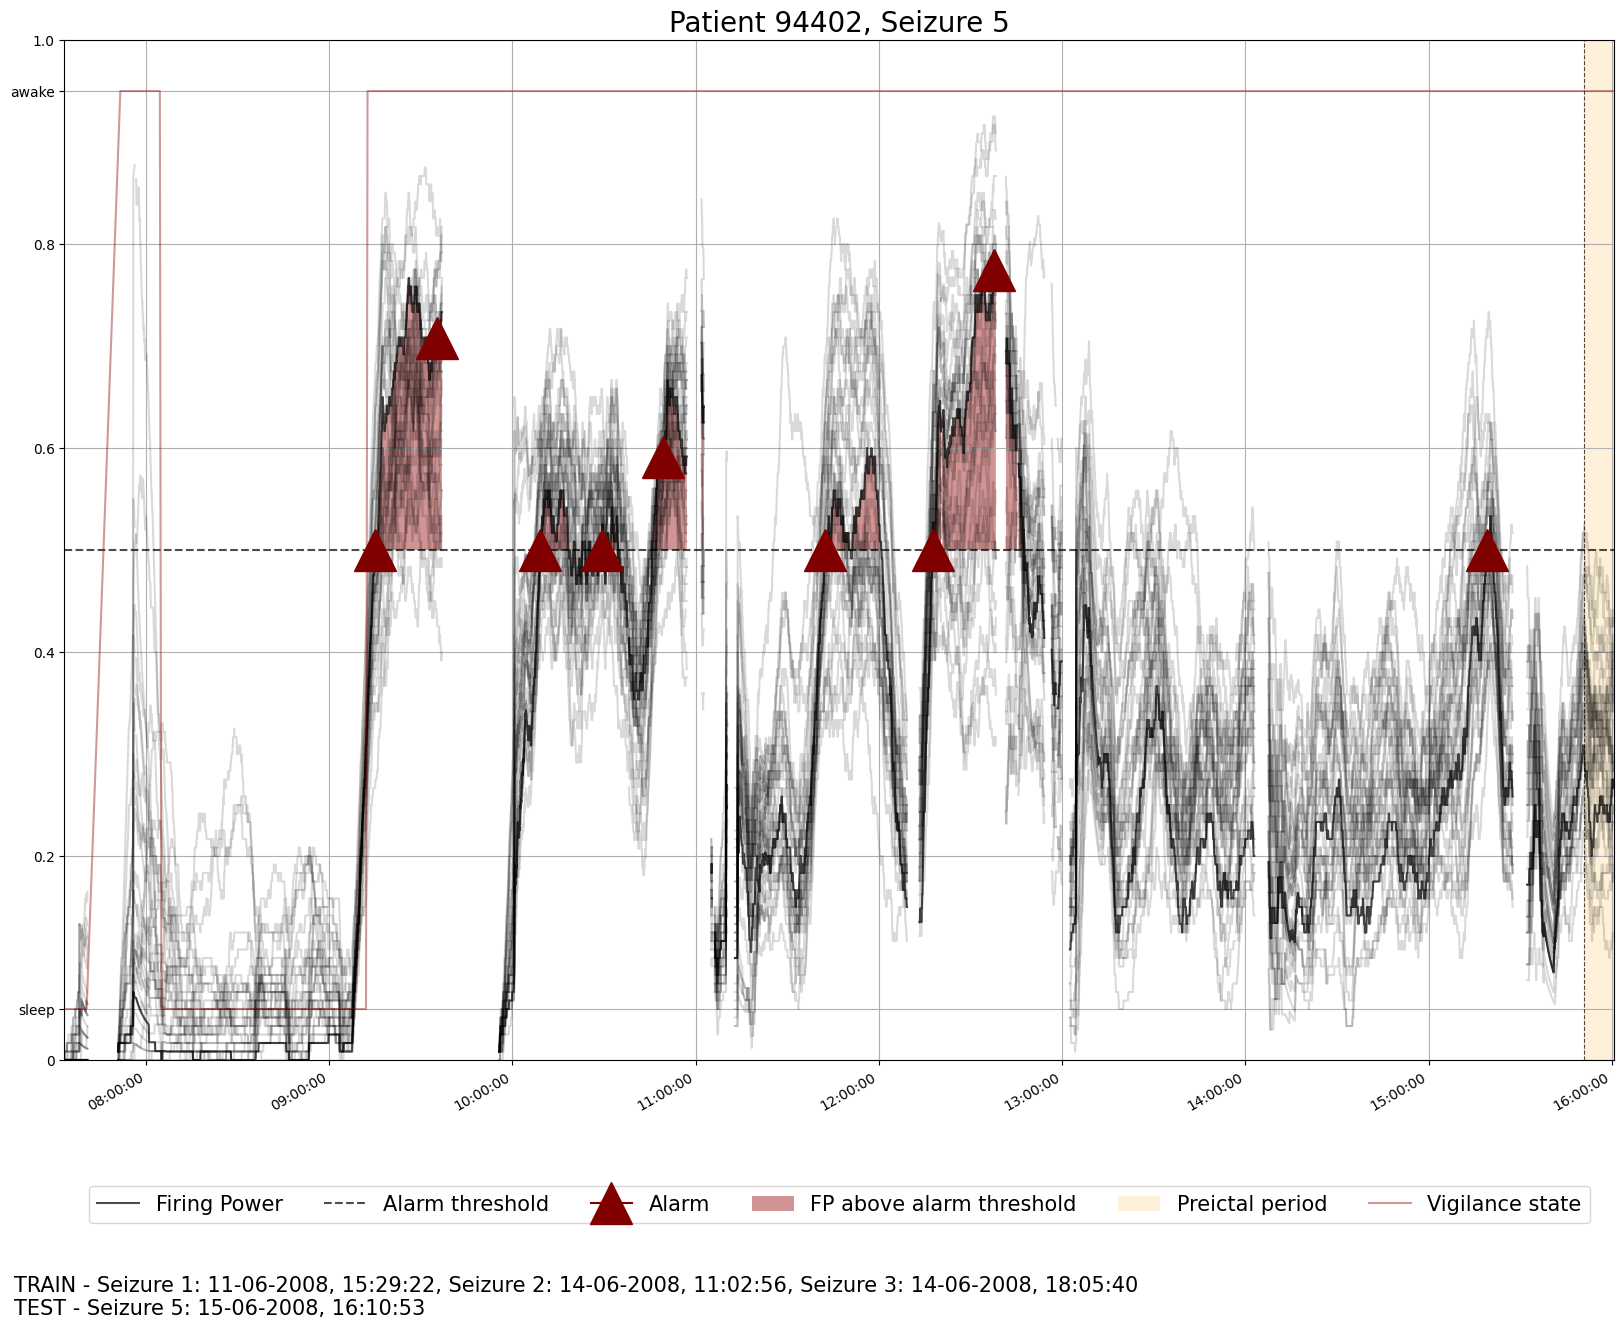 Patient 94402, Seizure 5
1.0
awake
0.8
0.6
0.4
0.2
sleep
0
08:00:00
09:00:00
10:00:00
11:00:00
12:00:00
13:00:00
14:00:00
15:00:00
16:00:00
Firing Power
Alarm threshold
Alarm
FP above alarm threshold
Preictal period
Vigilance state
TRAIN - Seizure 1: 11-06-2008, 15:29:22, Seizure 2: 14-06-2008, 11:02:56, Seizure 3: 14-06-2008, 18:05:40
TEST - Seizure 5: 15-06-2008, 16:10:53